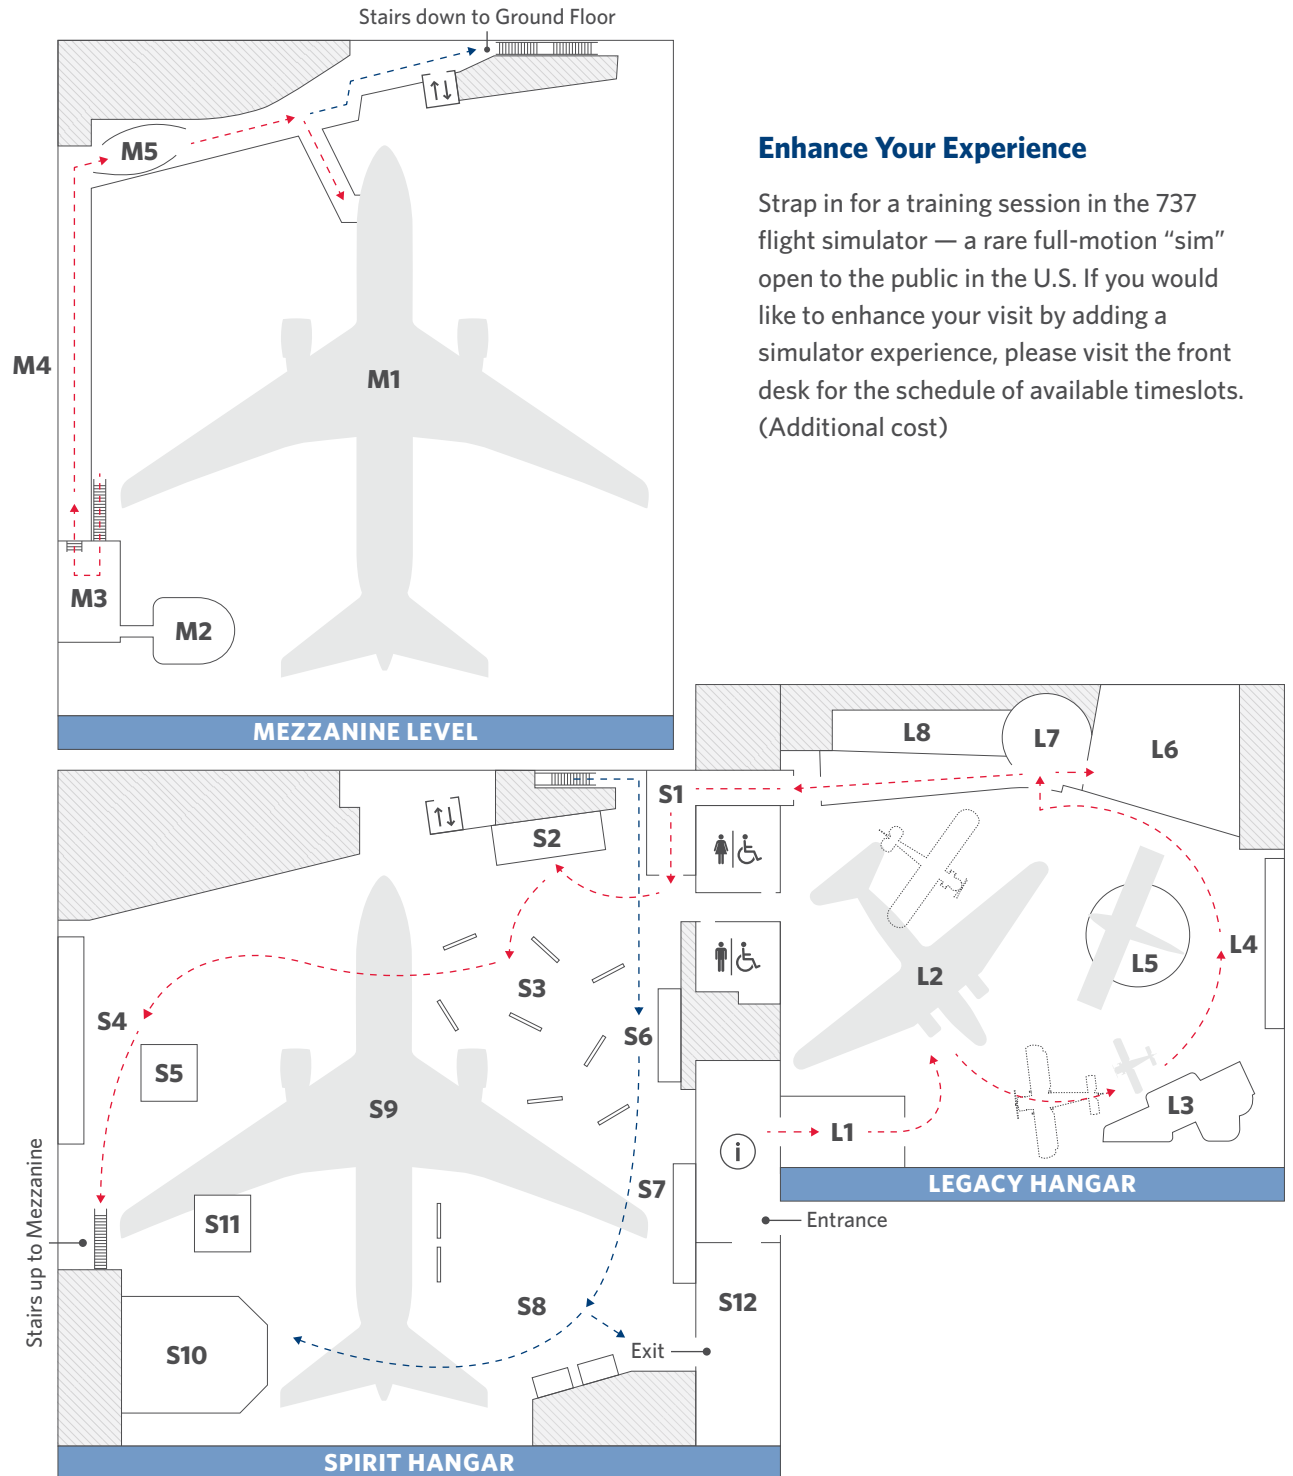 Stairs down to Ground Floor
M5
M4
M1
M3
M2
MEZZANINE LEVEL
Enhance Your Experience
Strap in for a training session in the 737
flight simulator — a rare full-motion “sim”
open to the public in the U.S. If you would
like to enhance your visit by adding a
simulator experience, please visit the front
desk for the schedule of available timeslots.
(Additional cost)
L8
L7
L6
L5
L4
L2
L3
L1
i
LEGACY HANGAR
Entrance
S1
S2
S3
S4
S5
S6
S9
S7
S11
S8
S12
S10
Exit
Stairs up to Mezzanine
SPIRIT HANGAR